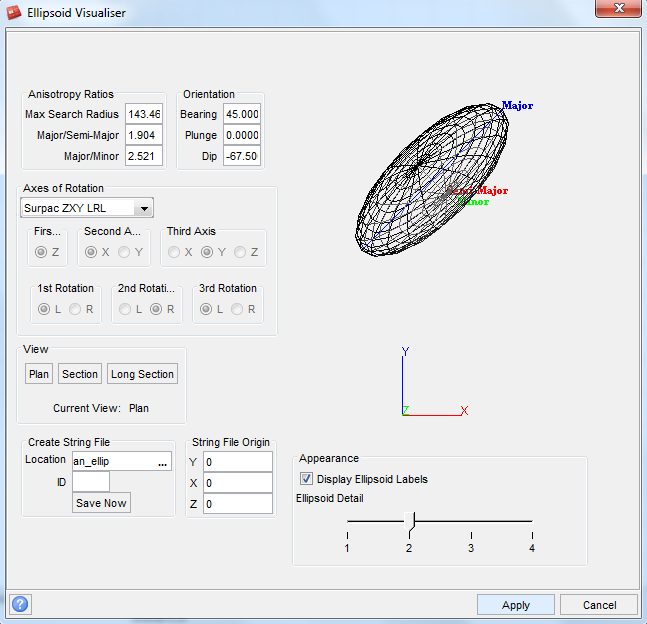 Ellipsoid Visualiser
Anisotropy Ratios
Max Search Radius 143.46
Major/Semi-Major 1.904
Major/Minor 2.521
Orientation
Bearing 45.000
Plunge 0.0000
Dip -67.50
Major
Major
Axes of Rotation
Surpac ZXY LRL
Firs...
Z
Second A...
X Y
Third Axis
X Y Z
1st Rotation
L R
2nd Rotati...
L R
3rd Rotation
L R
View
Plan Section Long Section
Current View: Plan
Y
Z X
Create String File
Location an_ellip ...
ID
Save Now
String File Origin
Y 0
X 0
Z 0
Appearance
Display Ellipsoid Labels
Ellipsoid Detail
1 2 3 4
? Apply Cancel